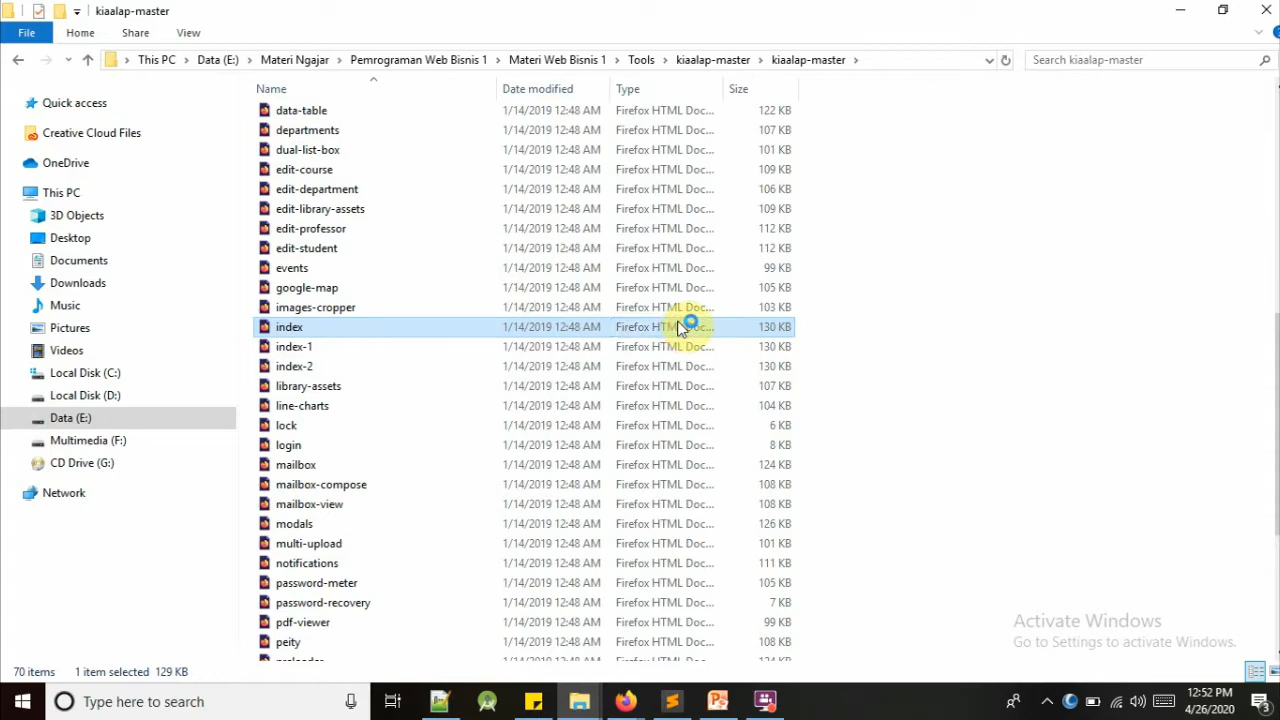 kiaalap-master
File Home Share View
This PC Data (E:) Materi Ngajar Pemrograman Web Bisnis 1 Materi Web Bisnis 1 Tools kiaalap-master kiaalap-master
Search kiaalap-master
Name Date modified Type Size
data-table 1/14/2019 12:48 AM Firefox HTML Doc... 122 KB
departments 1/14/2019 12:48 AM Firefox HTML Doc... 107 KB
dual-list-box 1/14/2019 12:48 AM Firefox HTML Doc... 101 KB
edit-course 1/14/2019 12:48 AM Firefox HTML Doc... 109 KB
edit-department 1/14/2019 12:48 AM Firefox HTML Doc... 106 KB
edit-library-assets 1/14/2019 12:48 AM Firefox HTML Doc... 109 KB
edit-professor 1/14/2019 12:48 AM Firefox HTML Doc... 112 KB
edit-student 1/14/2019 12:48 AM Firefox HTML Doc... 112 KB
events 1/14/2019 12:48 AM Firefox HTML Doc... 99 KB
google-map 1/14/2019 12:48 AM Firefox HTML Doc... 105 KB
images-cropper 1/14/2019 12:48 AM Firefox HTML Doc... 103 KB
index 1/14/2019 12:48 AM Firefox HTML Doc... 130 KB
index-1 1/14/2019 12:48 AM Firefox HTML Doc... 130 KB
index-2 1/14/2019 12:48 AM Firefox HTML Doc... 130 KB
library-assets 1/14/2019 12:48 AM Firefox HTML Doc... 107 KB
line-charts 1/14/2019 12:48 AM Firefox HTML Doc... 104 KB
lock 1/14/2019 12:48 AM Firefox HTML Doc... 6 KB
login 1/14/2019 12:48 AM Firefox HTML Doc... 8 KB
mailbox 1/14/2019 12:48 AM Firefox HTML Doc... 124 KB
mailbox-compose 1/14/2019 12:48 AM Firefox HTML Doc... 108 KB
mailbox-view 1/14/2019 12:48 AM Firefox HTML Doc... 108 KB
modals 1/14/2019 12:48 AM Firefox HTML Doc... 126 KB
multi-upload 1/14/2019 12:48 AM Firefox HTML Doc... 101 KB
notifications 1/14/2019 12:48 AM Firefox HTML Doc... 111 KB
password-meter 1/14/2019 12:48 AM Firefox HTML Doc... 105 KB
password-recovery 1/14/2019 12:48 AM Firefox HTML Doc... 7 KB
pdf-viewer 1/14/2019 12:48 AM Firefox HTML Doc... 99 KB
peity 1/14/2019 12:48 AM Firefox HTML Doc... 108 KB
Quick access
Creative Cloud Files
OneDrive
This PC
3D Objects
Desktop
Documents
Downloads
Music
Pictures
Videos
Local Disk (C:)
Local Disk (D:)
Data (E:)
Multimedia (F:)
CD Drive (G:)
Network
Activate Windows
Go to Settings to activate Windows.
70 items 1 item selected 129 KB
Type here to search
12:52 PM
4/26/2020
3